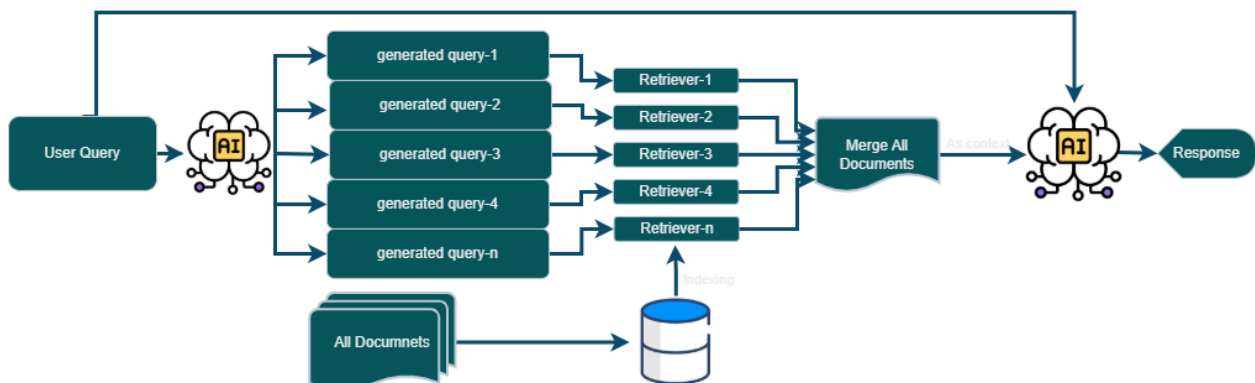 generated query-1
Retriever-1
generated query-2
Retriever-2
User Query
AI
generated query-3
Retriever-3
Merge All
Documents
As context
AI
Response
generated query-4
Retriever-4
generated query-n
Retriever-n
Indexing
All Documnets